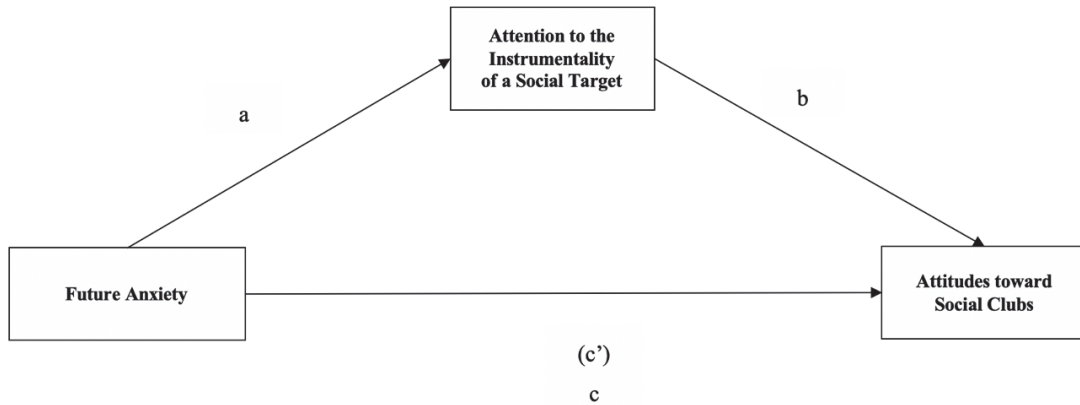 Attention to the
Instrumentality
of a Social Target
a
b
Future Anxiety
Attitudes toward
Social Clubs
(c’)
c